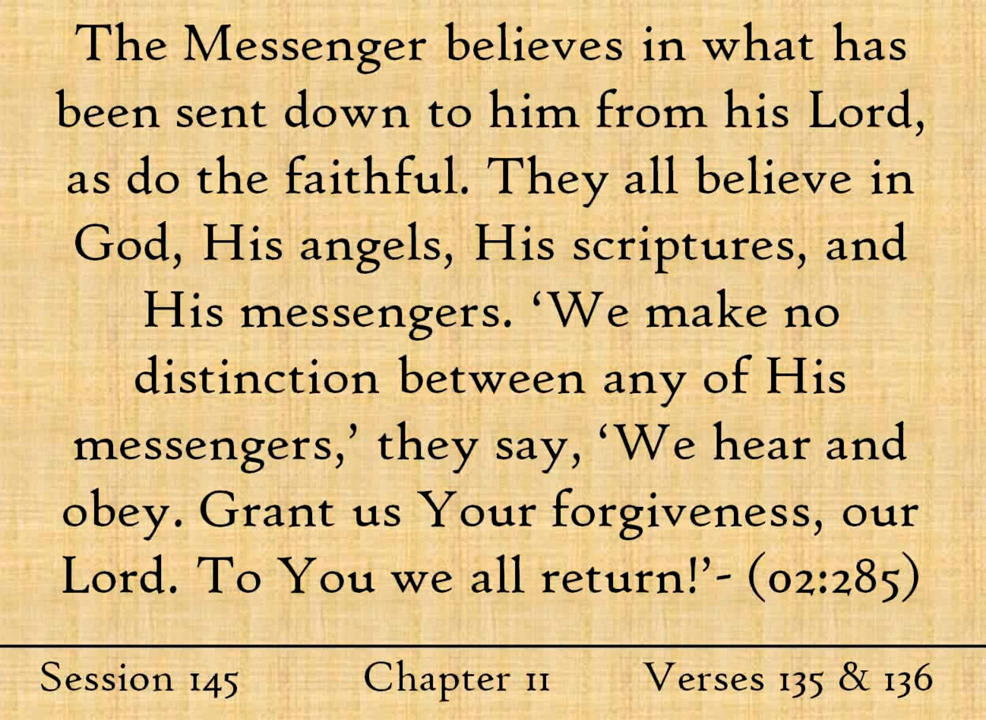 The Messenger believes in what has
been sent down to him from his Lord,
as do the faithful. They all believe in
God, His angels, His scriptures, and
His messengers. ‘We make no
distinction between any of His
messengers,’ they say, ‘We hear and
obey. Grant us Your forgiveness, our
Lord. To You we all return!’- (02:285)
Session 145 Chapter 11 Verses 135 & 136